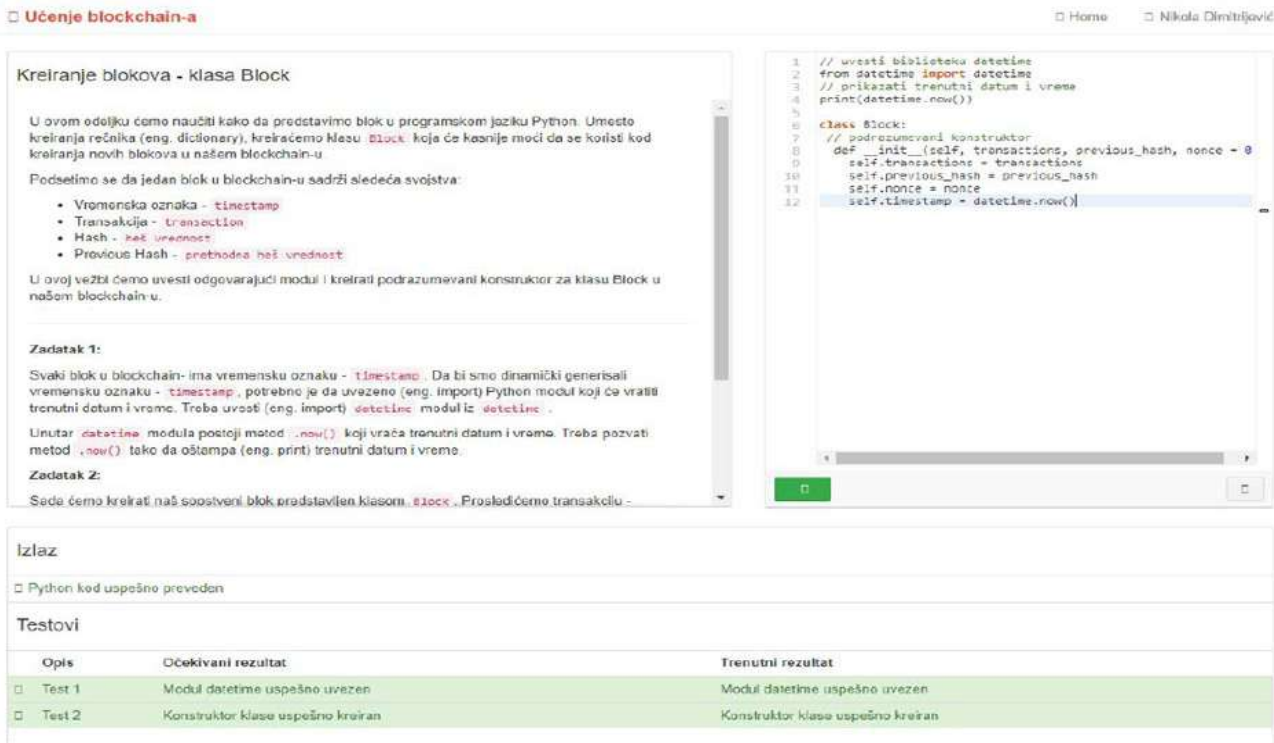 Učenje blockchain-a
Home
Nikola Dimitrijević
Kreiranje blokova - klasa Block
U ovom odeljku ćemo naučiti kako da predstavimo blok u programskom jeziku Python. Umesto
kreiranja rečnika (eng. dictionary), kreiraćemo klasu Block koja će kasnije moći da se koristi kod
kreiranja novih blokova u našem blockchain-u
Podsetimo se da jedan blok u blockchain-u sadrži sledeća svojstva:
• Vremenska oznaka - timestamp
• Transakcija - transaction
• Hash - heš vrednost
• Previous Hash - prethodna heš vrednost
U ovoj vežbi ćemo uvesti odgovarajući modul i kreirati podrazumevani konstruktor za klasu Block u
našem blockchain-u.
Zadatak 1:
Svaki blok u blockchain- ima vremensku oznaku - timestamp . Da bi smo dinamički generisali
vremensku oznaku - timestamp , potrebno je da uvezeno (eng. import) Python modul koji će vratiti
trenutni datum i vreme. Treba uvesti (eng. import) datetime modul iz datetime .
Unutar datetime modula postoji metod .now() koji vraća trenutni datum i vreme. Treba pozvati
metod .now() tako da oštampa (eng. print) trenutni datum i vreme.
Zadatak 2:
Sada ćemo kreirati naš sopstveni blok predstavljen klasom Block . Prosledićemo transakciju -
1 // uvesti biblioteku datetime
2 from datetime import datetime
3 // prikazati trenutni datum i vreme
4 print(datetime.now())
5
6 class Block:
7 // podrazumevani konstruktor
8 def __init__(self, transactions, previous_hash, nonce = 0
9 self.transactions = transactions
10 self.previous_hash = previous_hash
11 self.nonce = nonce
12 self.timestamp = datetime.now()
Izlaz
Python kod uspešno preveden
Testovi
Opis Očekivani rezultat Trenutni rezultat
Test 1 Modul datetime uspešno uvezen Modul datetime uspešno uvezen
Test 2 Konstruktor klase uspešno kreiran Konstruktor klase uspešno kreiran